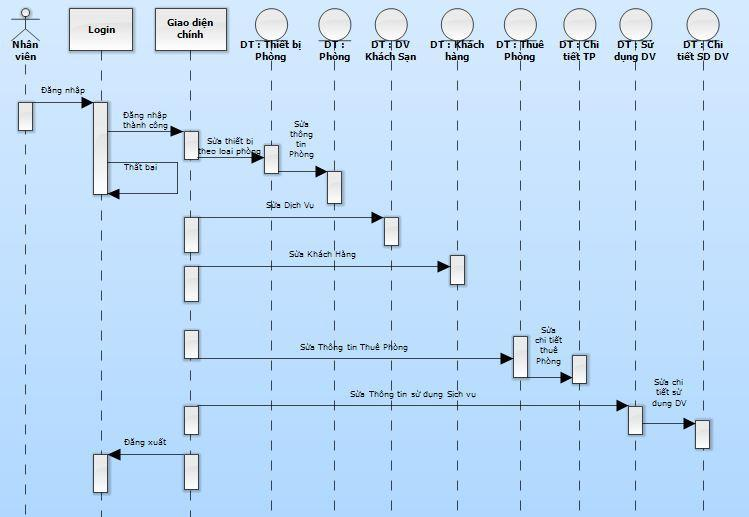 Nhân
viên
Login
Giao diện
chính
DT : Thiết bị
Phòng
DT :
Phòng
DT : DV
Khách Sạn
DT : Khách
hàng
DT : Thuê
Phòng
DT : Chi
tiết TP
DT : Sử
dụng DV
DT : Chi
tiết SD DV
Đăng nhập
Đăng nhập
thành công
Sửa thiết bị
theo loại phòng
Sửa
thông
tin
Phòng
Thất bại
Sửa Dịch Vụ
Sửa Khách Hàng
Sửa Thông tin Thuê Phòng
Sửa
chi tiết
thuê
Phòng
Sửa Thông tin sử dụng Sịch vu
Sửa chi
tiết sử
dụng DV
Đăng xuất